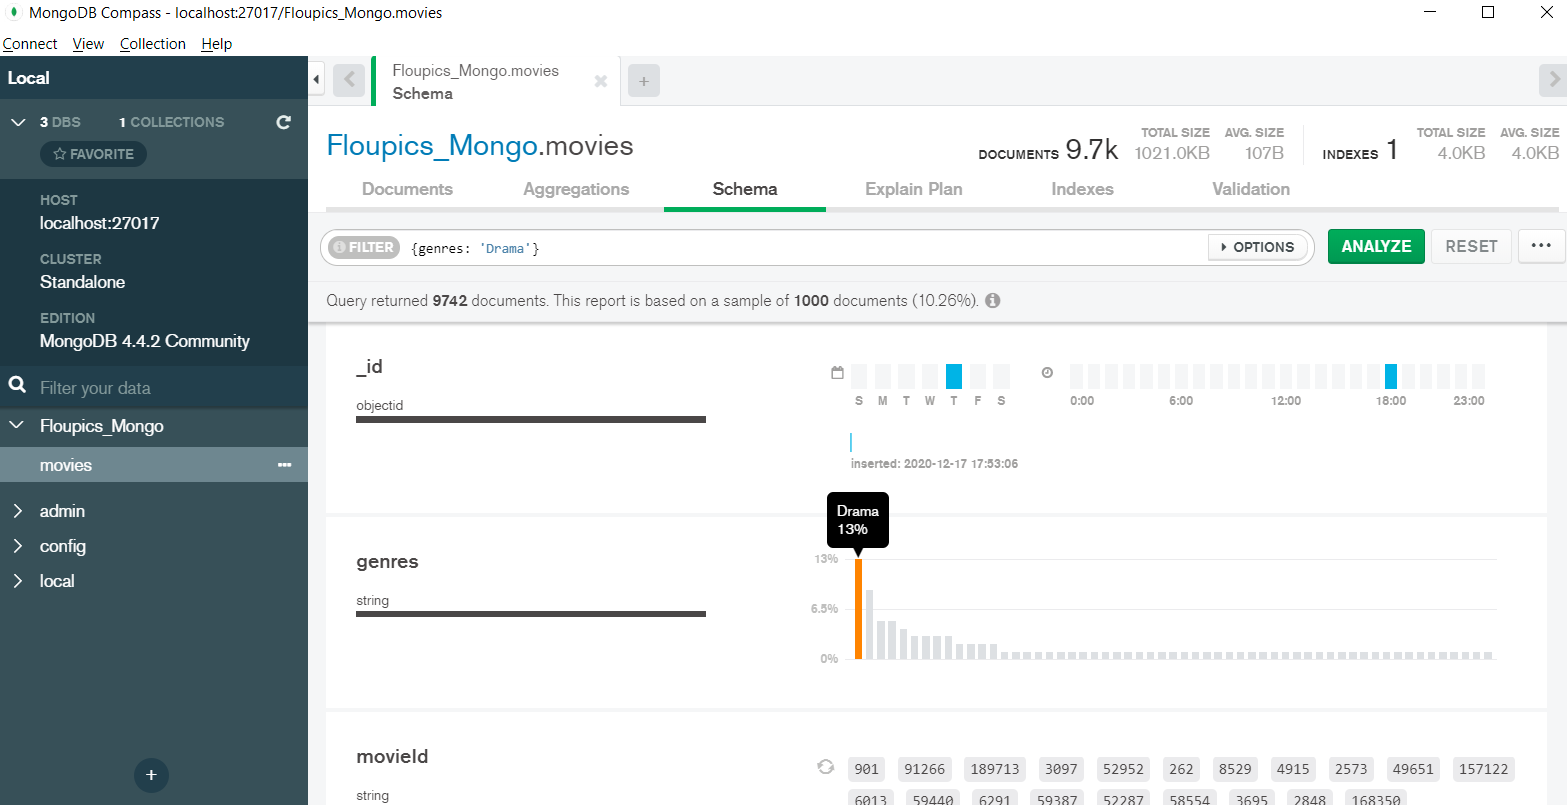 MongoDB Compass - localhost:27017/Floupics_Mongo.movies
Connect View Collection Help
Local
3 DBS 1 COLLECTIONS
FAVORITE
HOST
localhost:27017
CLUSTER
Standalone
EDITION
MongoDB 4.4.2 Community
Filter your data
Floupics_Mongo
movies
admin
config
local
+
Floupics_Mongo.movies
Schema
+
Floupics_Mongo.movies
DOCUMENTS 9.7k TOTAL SIZE 1021.0KB AVG. SIZE 107B INDEXES 1 TOTAL SIZE 4.0KB AVG. SIZE 4.0KB
Documents Aggregations Schema Explain Plan Indexes Validation
FILTER {genres: 'Drama'} OPTIONS ANALYZE RESET ...
Query returned 9742 documents. This report is based on a sample of 1000 documents (10.26%).
_id
objectid
S M T W T F S 0:00 6:00 12:00 18:00 23:00
inserted: 2020-12-17 17:53:06
genres
string
Drama
13%
13%
6.5%
0%
movieId
string
901 91266 189713 3097 52952 262 8529 4915 2573 49651 157122
6013 59440 6291 59387 52287 58554 3695 2848 168350